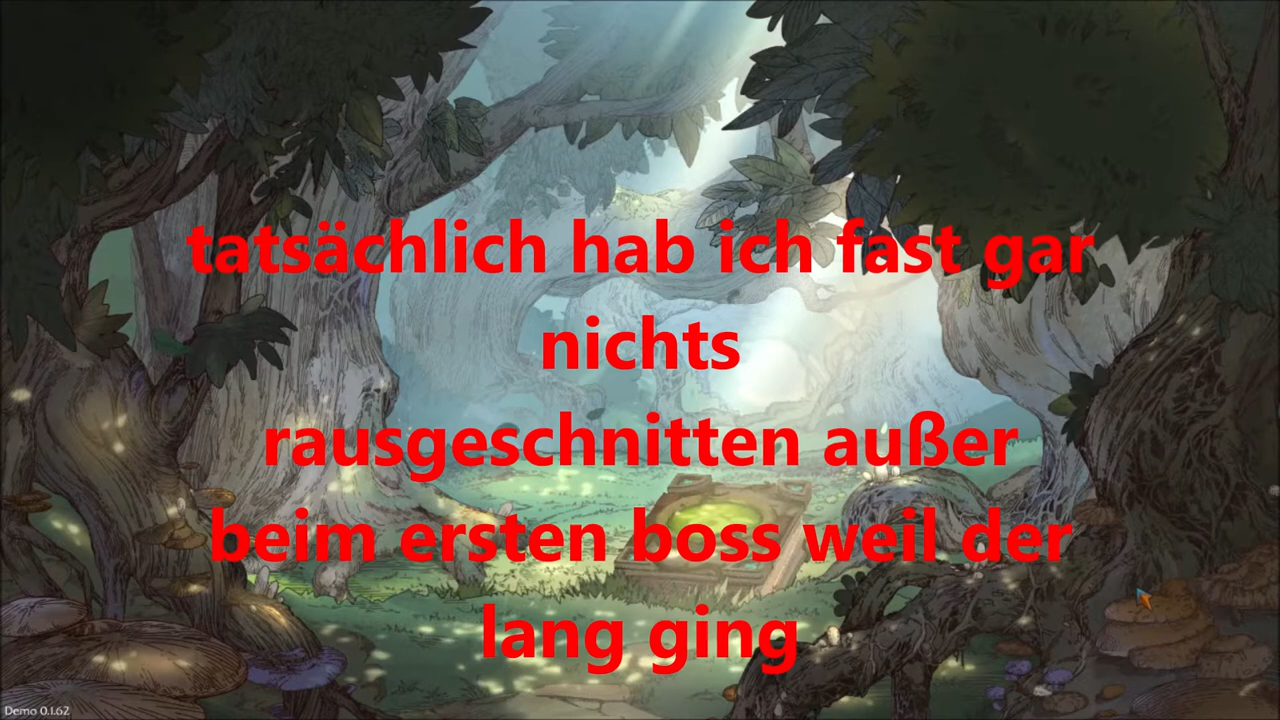 tatsächlich hab ich fast gar
nichts
rausgeschnitten außer
beim ersten boss weil der
lang ging
Demo 0.1.62